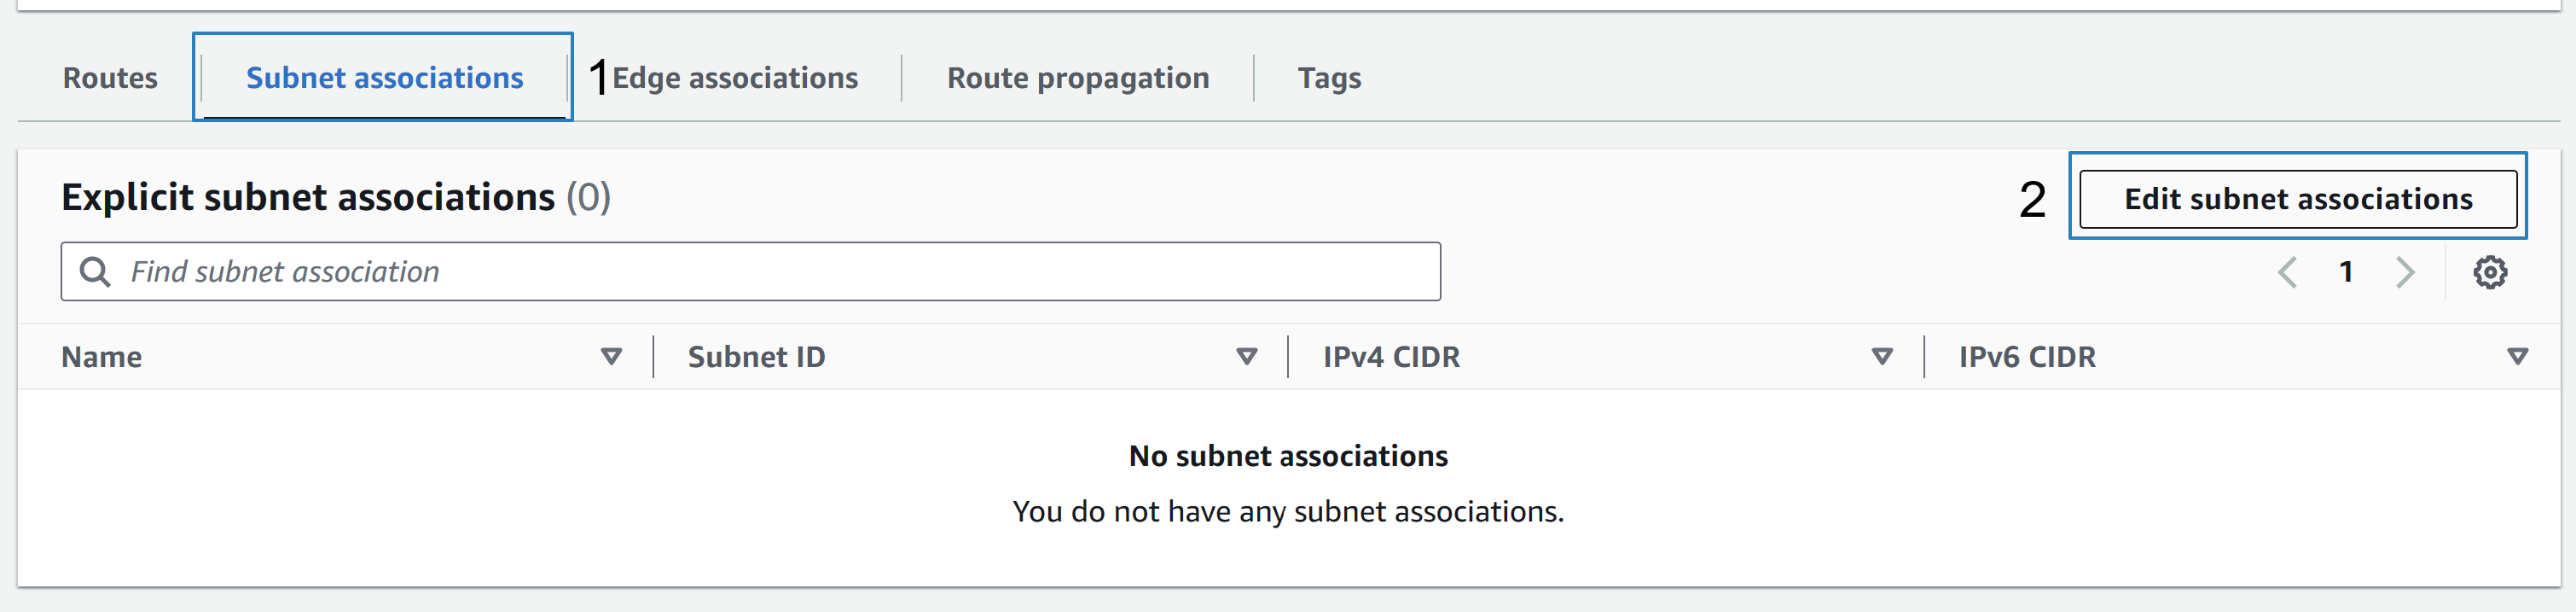 Routes Subnet associations 1 Edge associations Route propagation Tags
Explicit subnet associations (0) 2 Edit subnet associations
Find subnet association 1
Name Subnet ID IPv4 CIDR IPv6 CIDR
No subnet associations
You do not have any subnet associations.